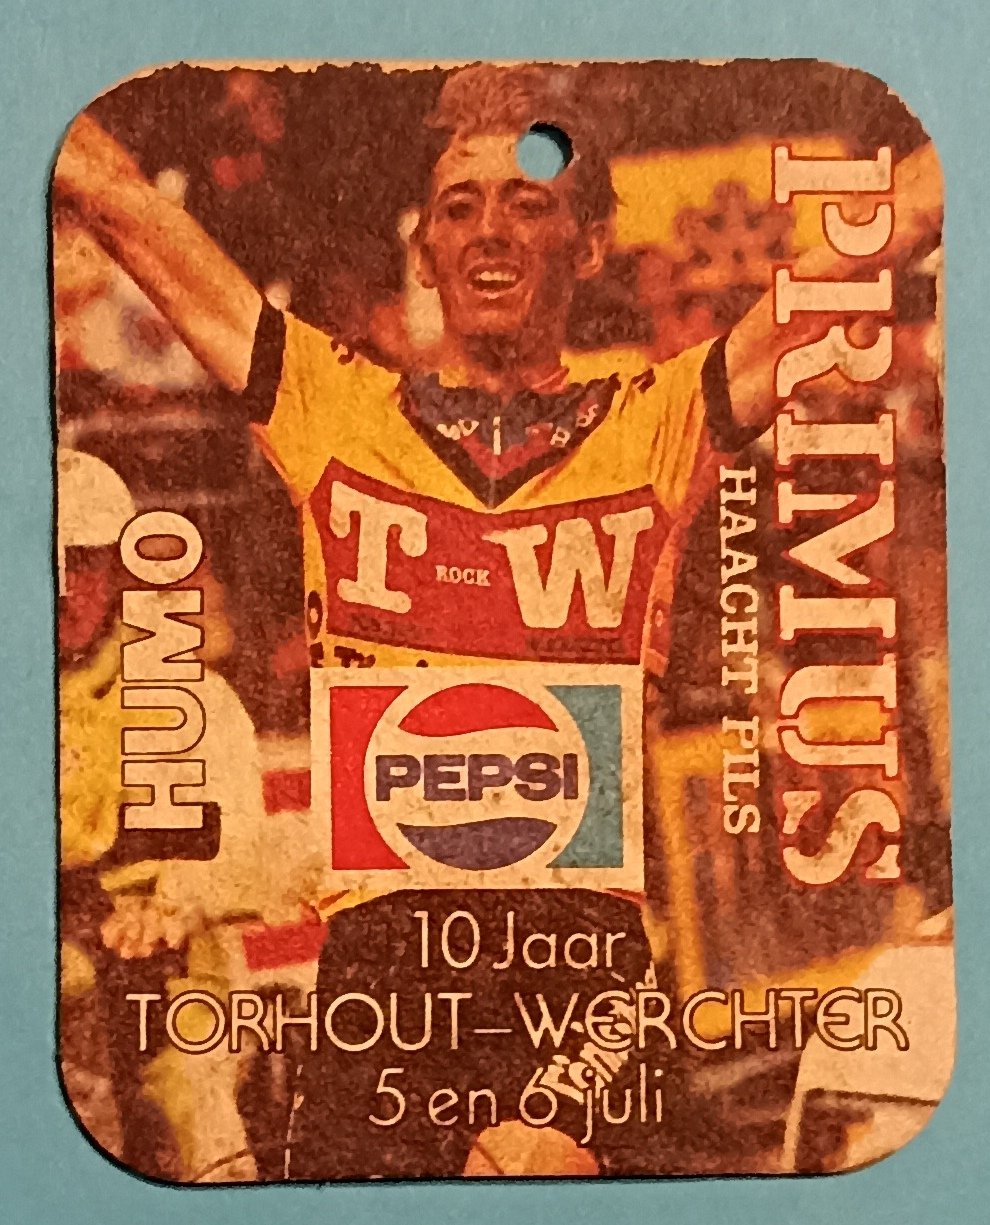 PRIMUS
HAACHT PILS
HUMO
T ROCK W
PEPSI
10 Jaar
TORHOUT-WERCHTER
5 en 6 juli